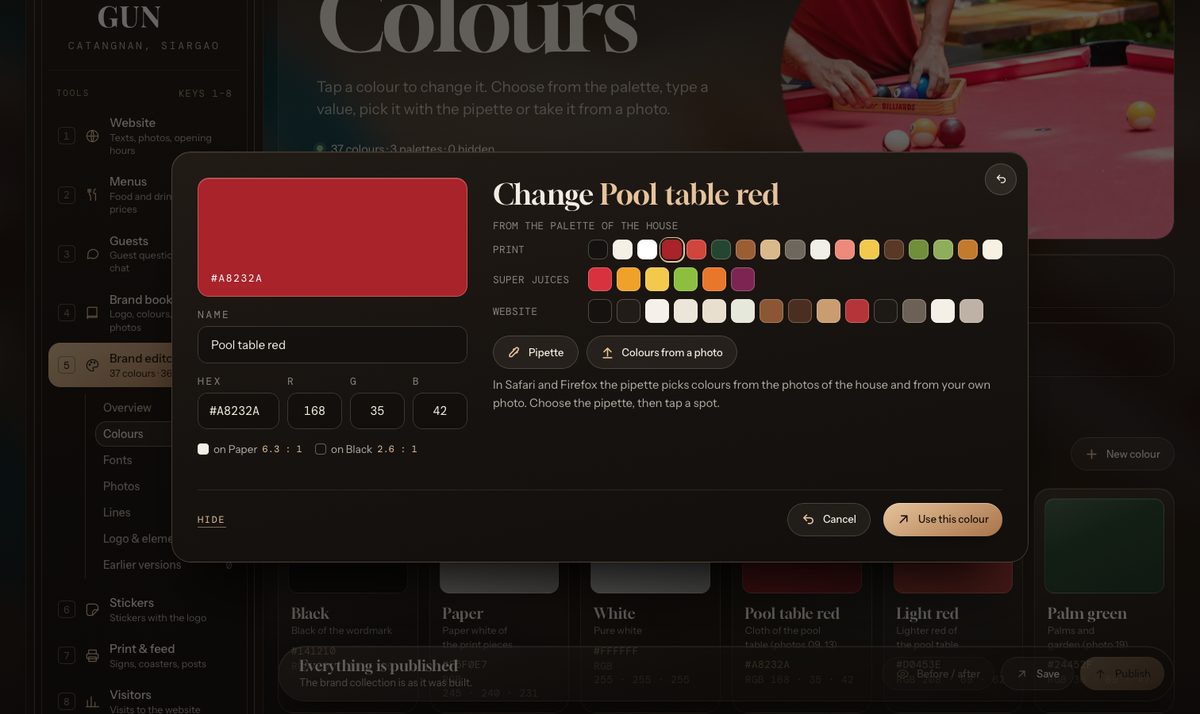 GUN
CATANGNAN, SIARGAO
TOOLS
KEYS 1–8
1
Website
Texts, photos, opening
hours
2
Menus
Food and drin
prices
3
Guests
Guest questio
chat
4
Brand book
Logo, colours,
photos
5
Brand edito
37 colours · 36
Overview
Colours
Fonts
Photos
Lines
Logo & eleme
Earlier versions
0
6
Stickers
Stickers with the logo
7
Print & feed
Signs, coasters, posts
8
Visitors
Visits to the website
Colours
Tap a colour to change it. Choose from the palette, type a
value, pick it with the pipette or take it from a photo.
37 colours · 3 palettes · 0 hidden
BILLIARDS
#A8232A
NAME
Pool table red
HEX
R
G
B
#A8232A
168
35
42
on Paper 6.3 : 1
on Black 2.6 : 1
Change Pool table red
FROM THE PALETTE OF THE HOUSE
PRINT
SUPER JUICES
WEBSITE
Pipette
Colours from a photo
In Safari and Firefox the pipette picks colours from the photos of the house and from your own
photo. Choose the pipette, then tap a spot.
HIDE
Cancel
Use this colour
New colour
Black
Black of the wordmark
#141210
Paper
Paper white of
the print pieces
245 · 240 · 231
White
Pure white
#FFFFFF
RGB
255 · 255 · 255
Pool table red
Cloth of the pool
table (photos 09, 13)
#A8232A
RGB 168 · 35 · 42
Light red
Lighter red of
the pool table
#D0453E
Palm green
Palms and
garden (photo 19)
Everything is published
The brand collection is as it was built.
Before / after
Save
Publish